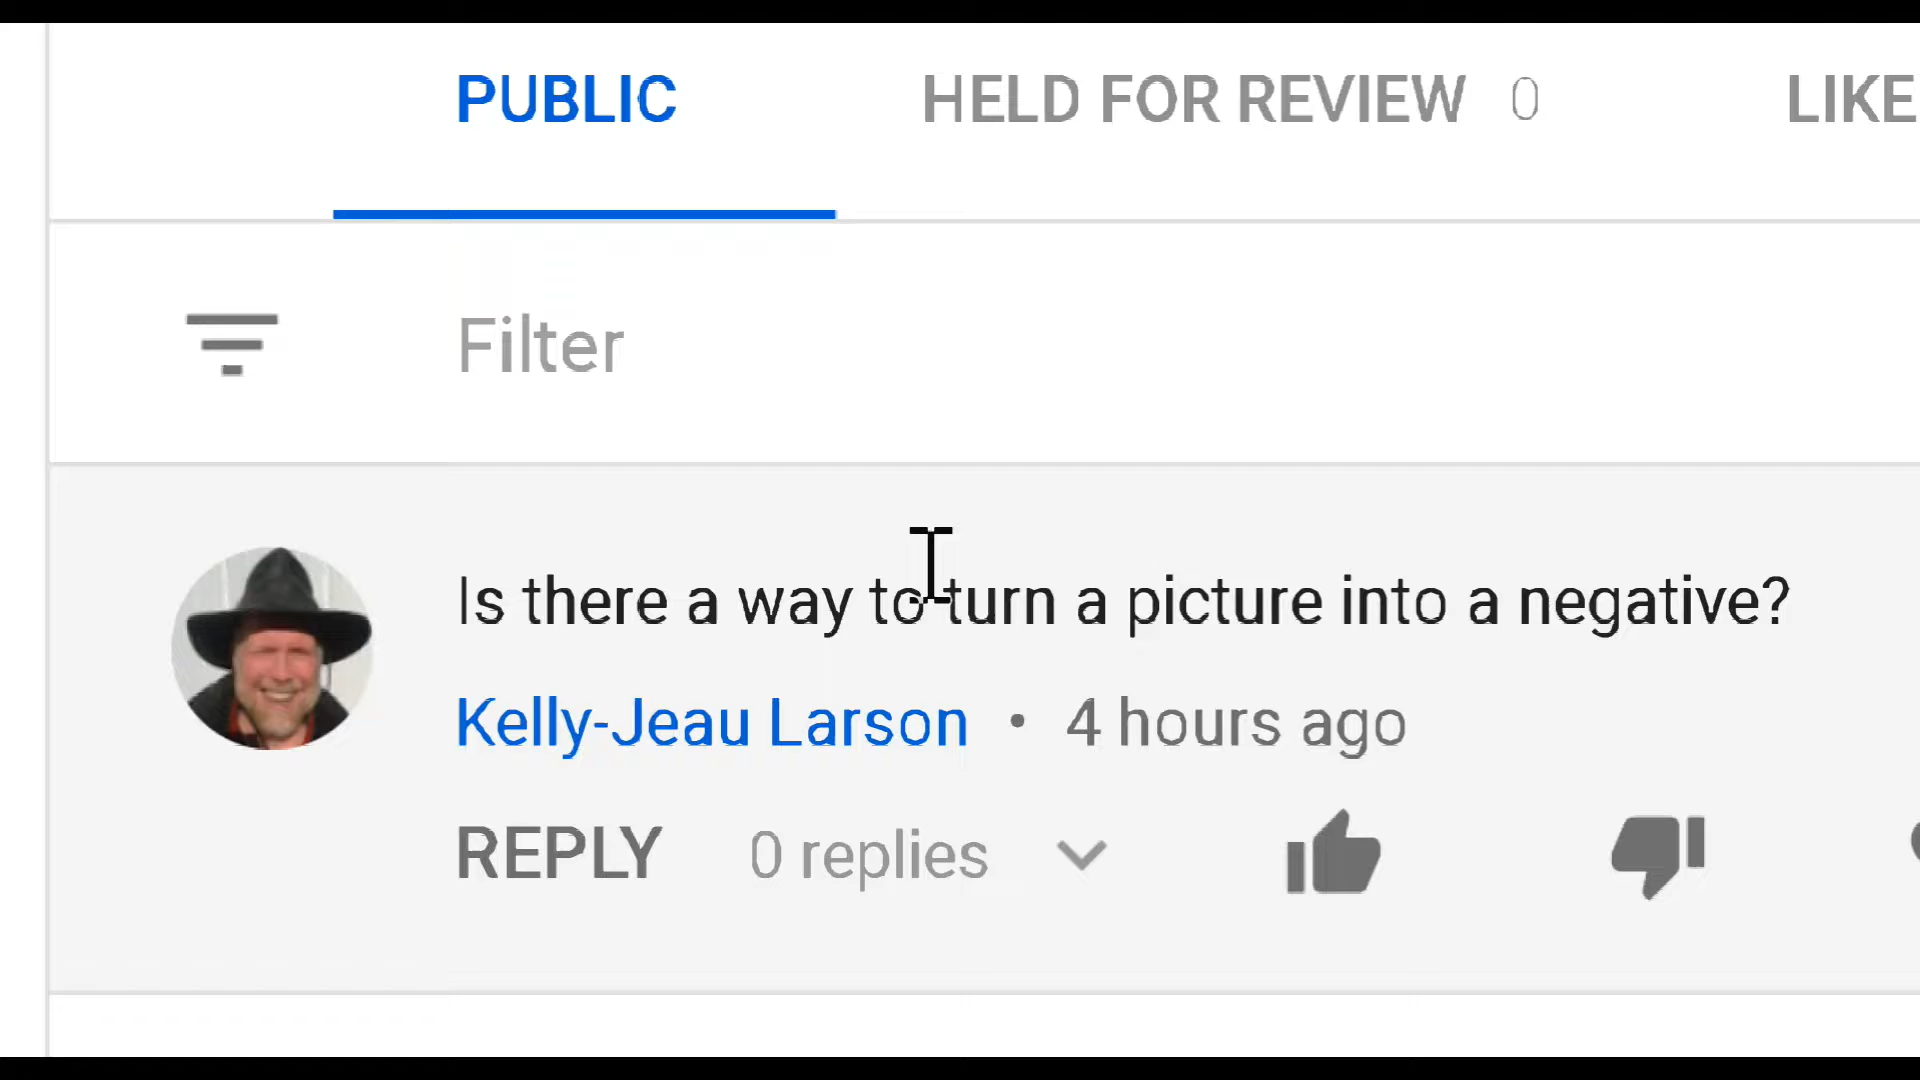 PUBLIC HELD FOR REVIEW 0 LIKE
Filter
Is there a way to turn a picture into a negative?
Kelly-Jeau Larson • 4 hours ago
REPLY 0 replies